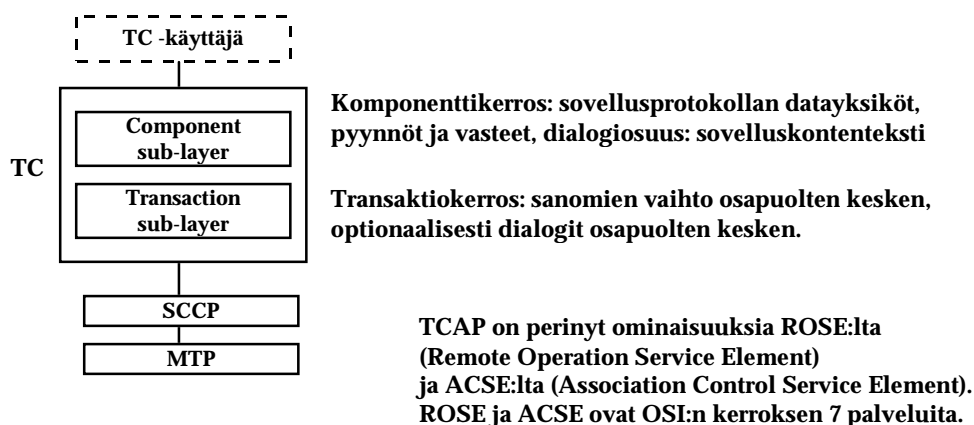 TC -käyttäjä
Komponenttikerros: sovellusprotokollan datayksiköt,
pyynnöt ja vasteet, dialogiosuus: sovelluskontenteksti
Component
sub-layer
TC
Transaction
sub-layer
Transaktiokerros: sanomien vaihto osapuolten kesken,
optionaalisesti dialogit osapuolten kesken.
SCCP
MTP
TCAP on perinyt ominaisuuksia ROSE:lta
(Remote Operation Service Element)
ja ACSE:lta (Association Control Service Element).
ROSE ja ACSE ovat OSI:n kerroksen 7 palveluita.